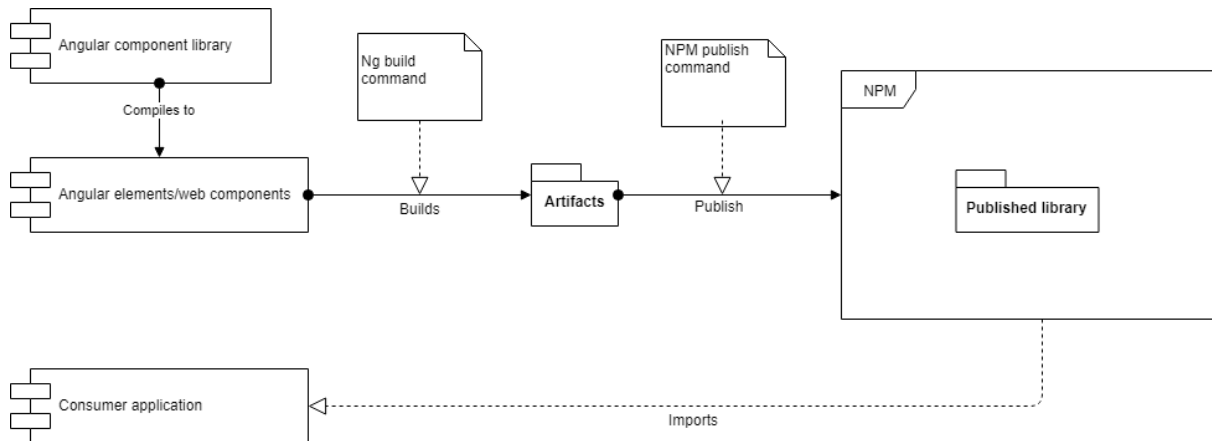 Angular component library
Ng build
command
NPM publish
command
NPM
Compiles to
Angular elements/web components
Builds
Artifacts
Publish
Published library
Consumer application
Imports